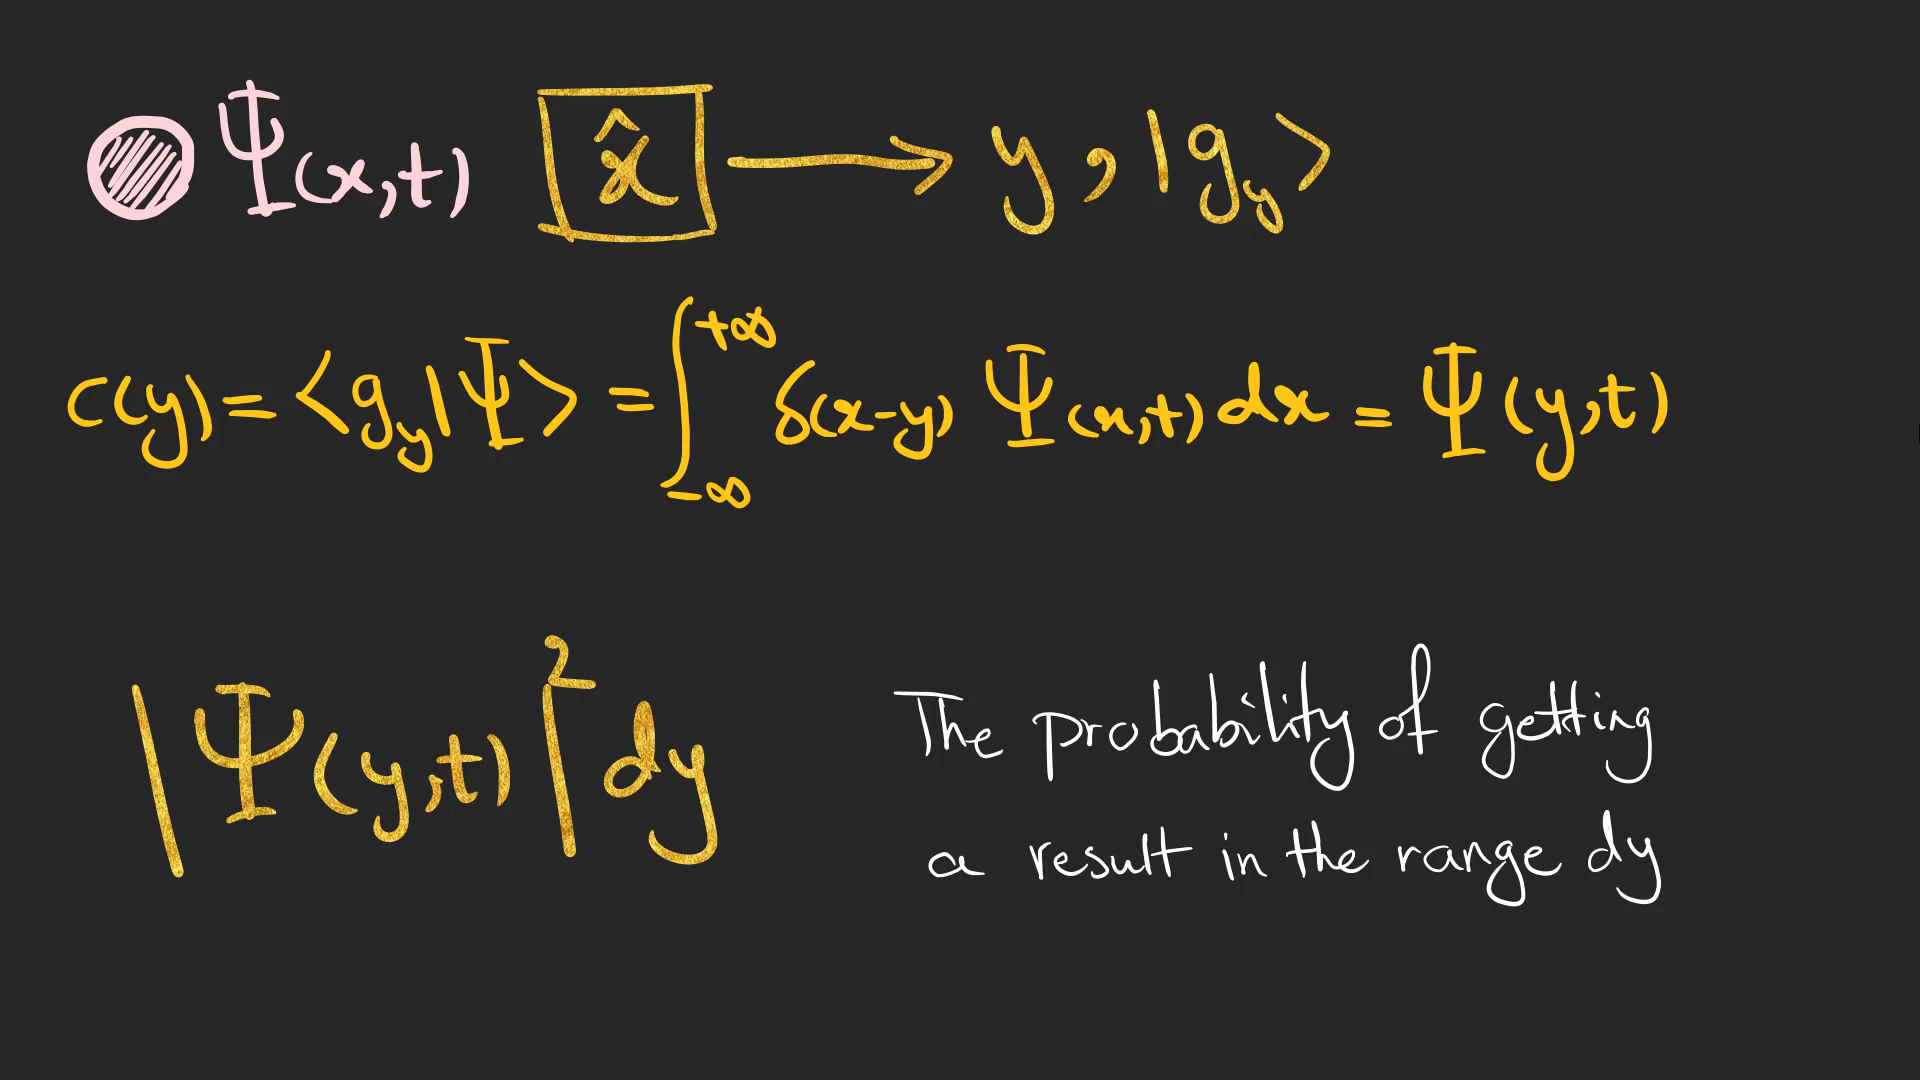 Ψ(x,t) x̂ → y, |g_y>
c(y) = <g_y|Ψ> = ∫_{-∞}^{+∞} δ(x-y) Ψ(x,t) dx = Ψ(y,t)
|Ψ(y,t)|² dy
The probability of getting
a result in the range dy